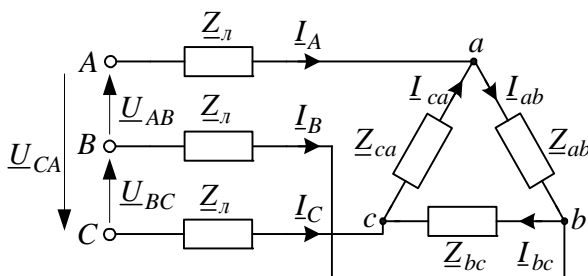 Z_л I_A a
A I_ca I_ab
U_AB Z_л I_B
B Z_ca Z_ab
U_CA
U_BC Z_л I_C c b
C Z_bc I_bc